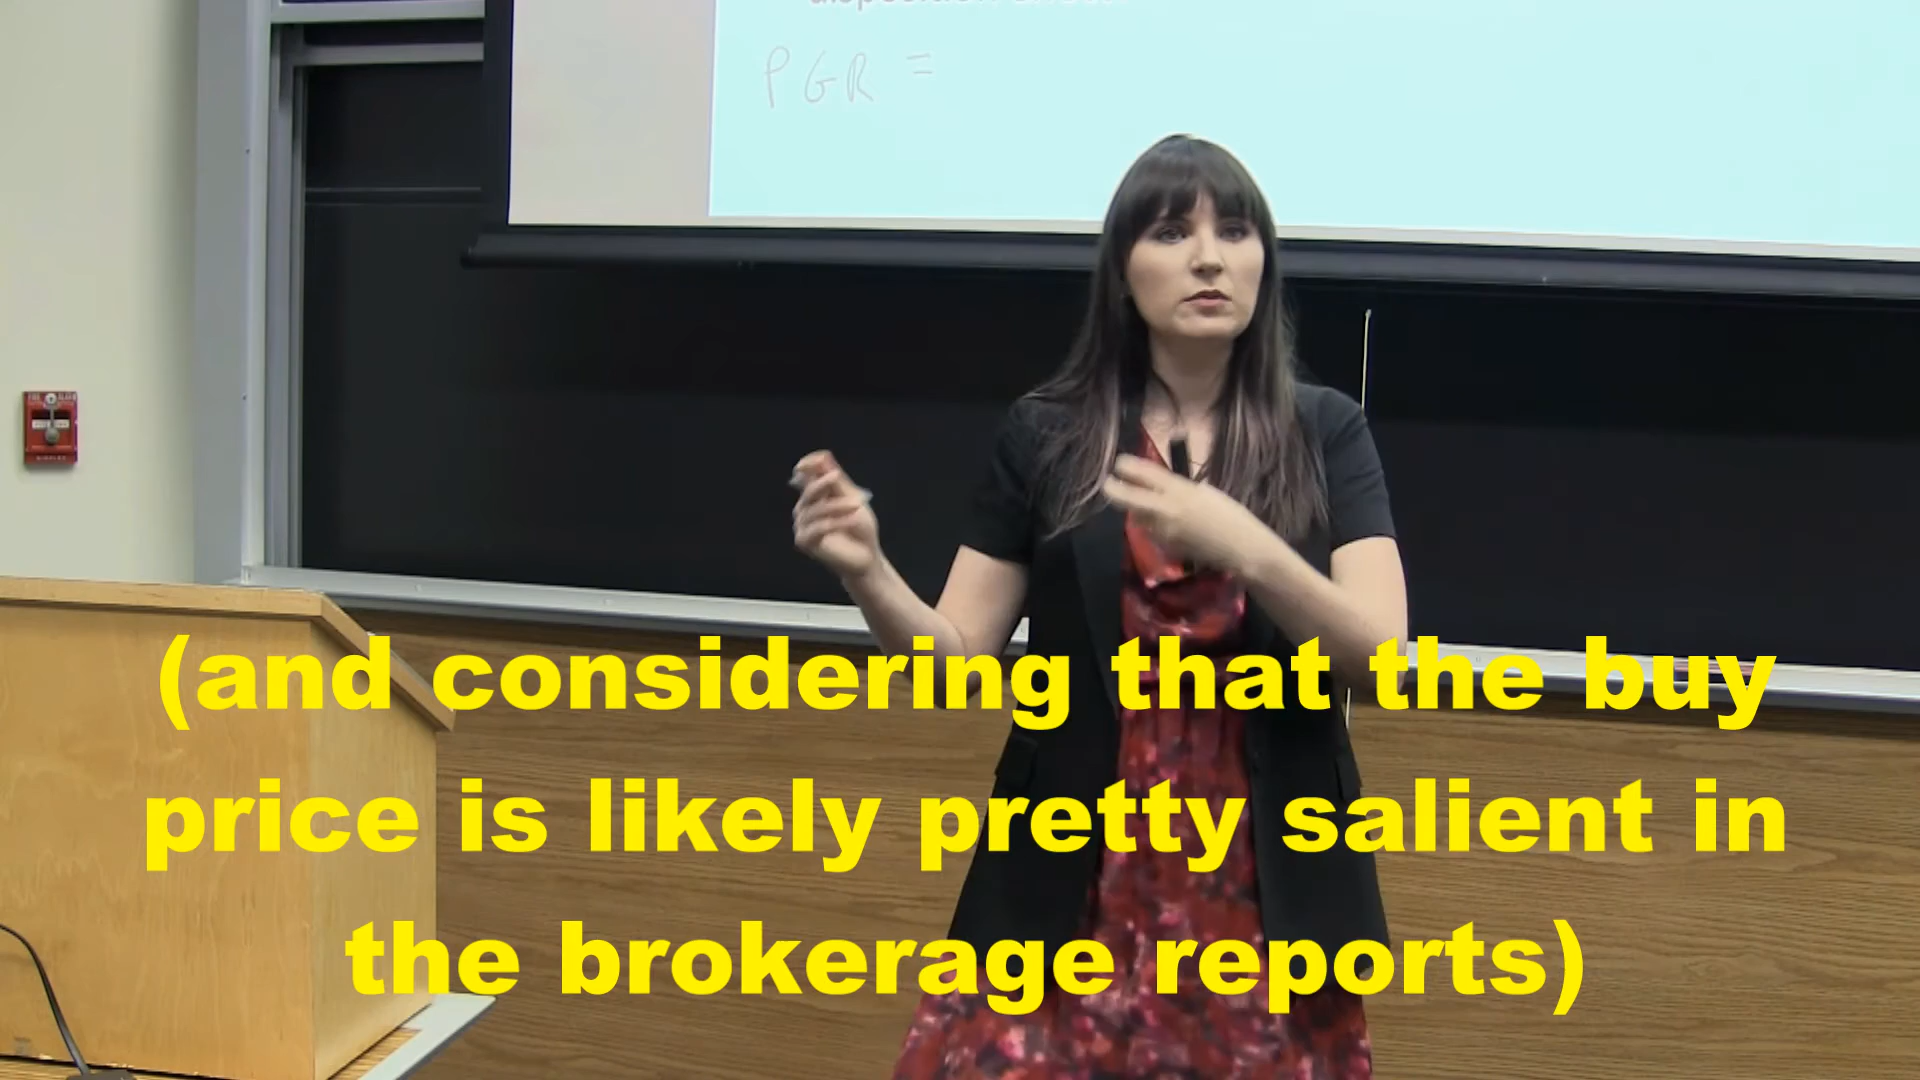 PGR =
(and considering that the buy
price is likely pretty salient in
the brokerage reports)